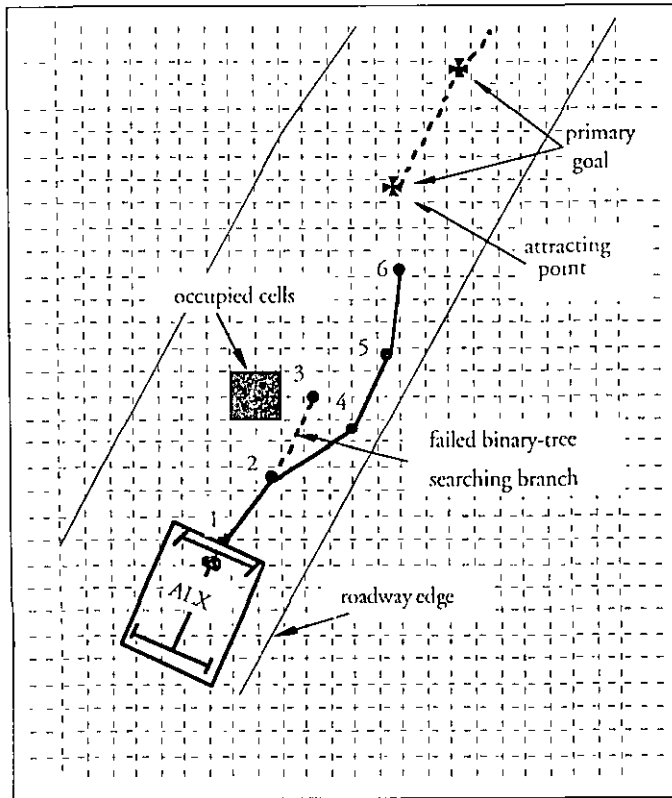 primary
goal
attracting
point
6
occupied cells
5
3
4
failed binary-tree
searching branch
2
1
ALX
roadway edge